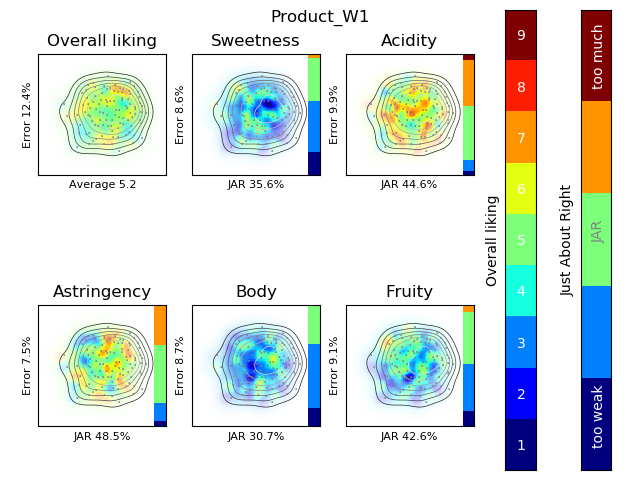 Product_W1
Overall liking
Sweetness
Acidity
Error 12.4%
Error 8.6%
Error 9.9%
Average 5.2
JAR 35.6%
JAR 44.6%
Astringency
Body
Fruity
Error 7.5%
Error 8.7%
Error 9.1%
JAR 48.5%
JAR 30.7%
JAR 42.6%
Overall liking
9
8
7
6
5
4
3
2
1
Just About Right
too much
JAR
too weak